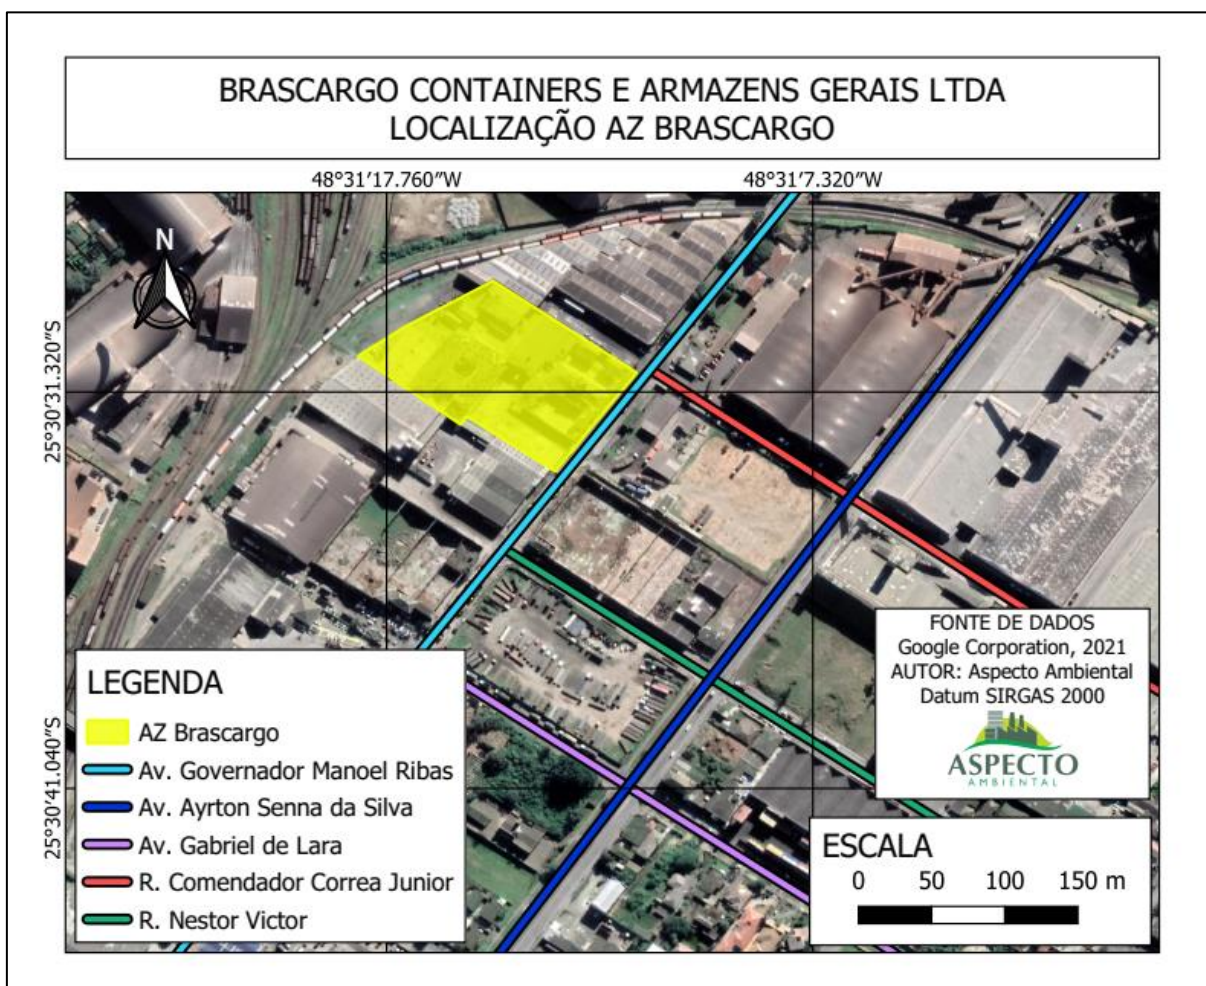 BRASCARGO CONTAINERS E ARMAZENS GERAIS LTDA
LOCALIZAÇÃO AZ BRASCARGO
48°31′17.760″W
48°31′7.320″W
N
25°30′31.320″S
25°30′41.040″S
LEGENDA
AZ Brascargo
Av. Governador Manoel Ribas
Av. Ayrton Senna da Silva
Av. Gabriel de Lara
R. Comendador Correa Junior
R. Nestor Victor
FONTE DE DADOS
Google Corporation, 2021
AUTOR: Aspecto Ambiental
Datum SIRGAS 2000
ASPECTO
AMBIENTAL
ESCALA
0 50 100 150 m